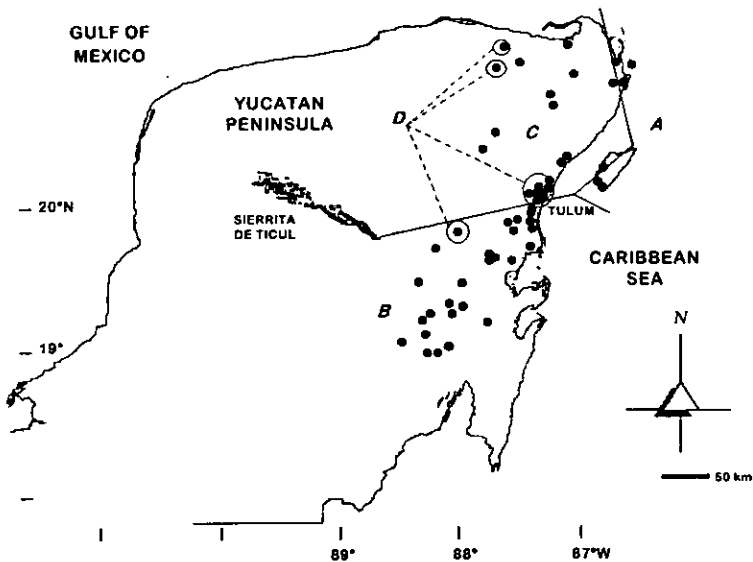 GULF OF
MEXICO
YUCATAN
PENINSULA
D
C
A
20°N
SIERRITA
DE TICUL
TULUM
CARIBBEAN
SEA
B
N
19°
50 km
89°
88°
87°W